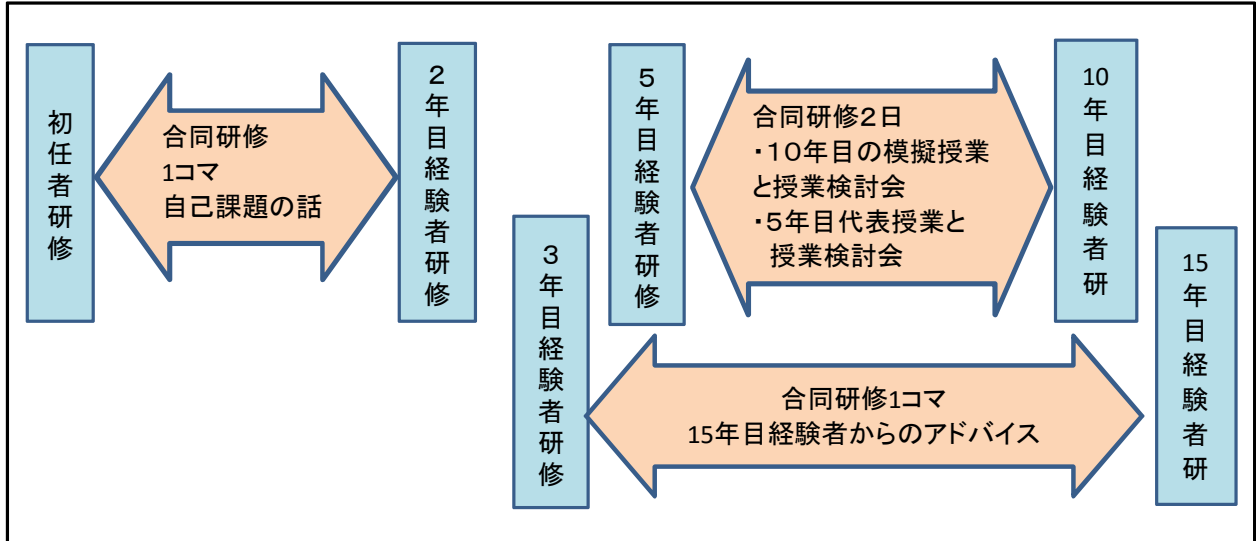 初任者研修
合同研修
1コマ
自己課題の話
2年目経験者研修
5年目経験者研修
合同研修2日
・10年目の模擬授業
と授業検討会
・5年目代表授業と
授業検討会
10年目経験者研
3年目経験者研修
合同研修1コマ
15年目経験者からのアドバイス
15年目経験者研